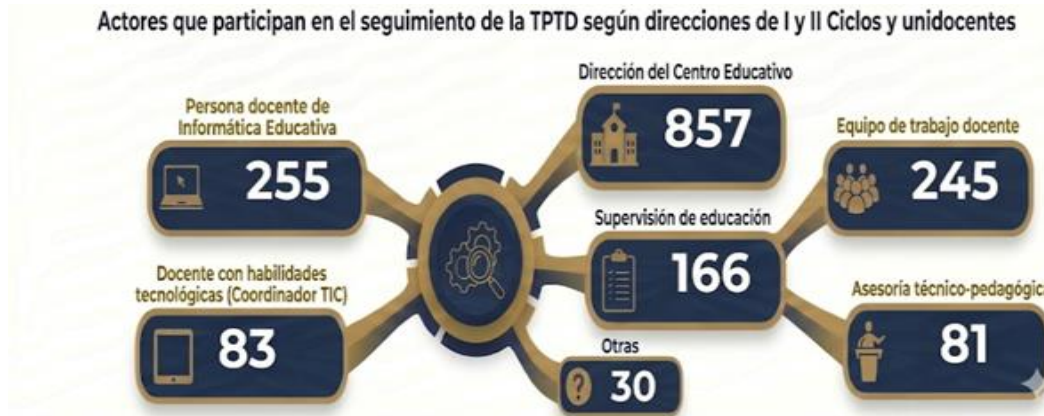 Actores que participan en el seguimiento de la TPTD según direcciones de I y II Ciclos y unidocentes
Persona docente de
Informática Educativa
255
Docente con habilidades
tecnológicas (Coordinador TIC)
83
Dirección del Centro Educativo
857
Supervisión de educación
166
Otras
?
30
Equipo de trabajo docente
245
Asesoría técnico-pedagógic
81